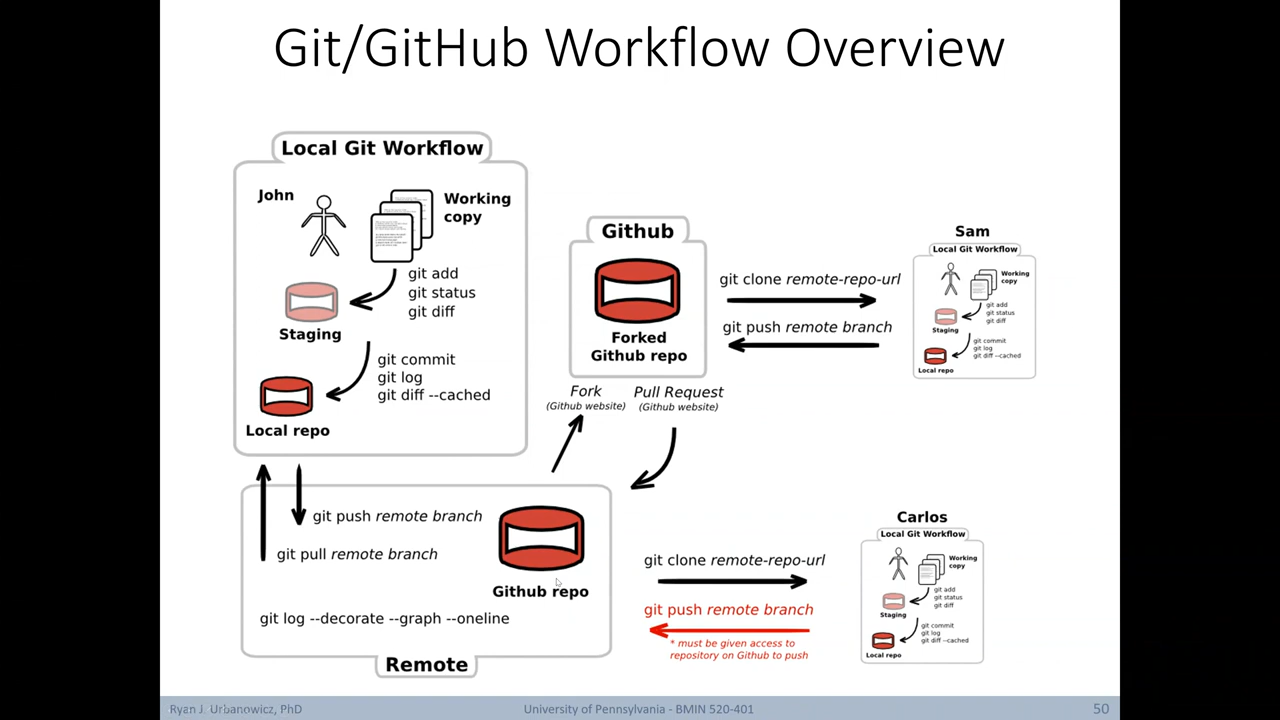 Git/GitHub Workflow Overview
Local Git Workflow
John
Working
copy
git add
git status
git diff
Staging
git commit
git log
git diff --cached
Local repo
Github
Forked
Github repo
git clone remote-repo-url
git push remote branch
Sam
Local Git Workflow
Working
copy
git add
git status
git diff
Staging
git commit
git log
git diff --cached
Local repo
Fork
(Github website)
Pull Request
(Github website)
git push remote branch
git pull remote branch
Github repo
git log --decorate --graph --oneline
Remote
git clone remote-repo-url
git push remote branch
* must be given access to
repository on Github to push
Carlos
Local Git Workflow
Working
copy
git add
git status
git diff
Staging
git commit
git log
git diff --cached
Local repo
Ryan J. Urbanowicz, PhD
University of Pennsylvania - BMIN 520-401
50